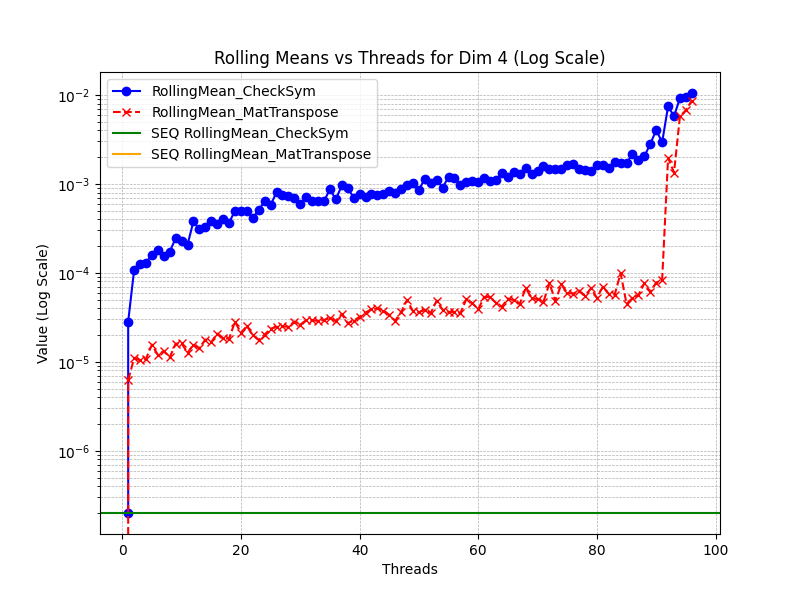 Rolling Means vs Threads for Dim 4 (Log Scale)
RollingMean_CheckSym
RollingMean_MatTranspose
SEQ RollingMean_CheckSym
SEQ RollingMean_MatTranspose
Value (Log Scale)
10⁻²
10⁻³
10⁻⁴
10⁻⁵
10⁻⁶
0 20 40 60 80 100
Threads